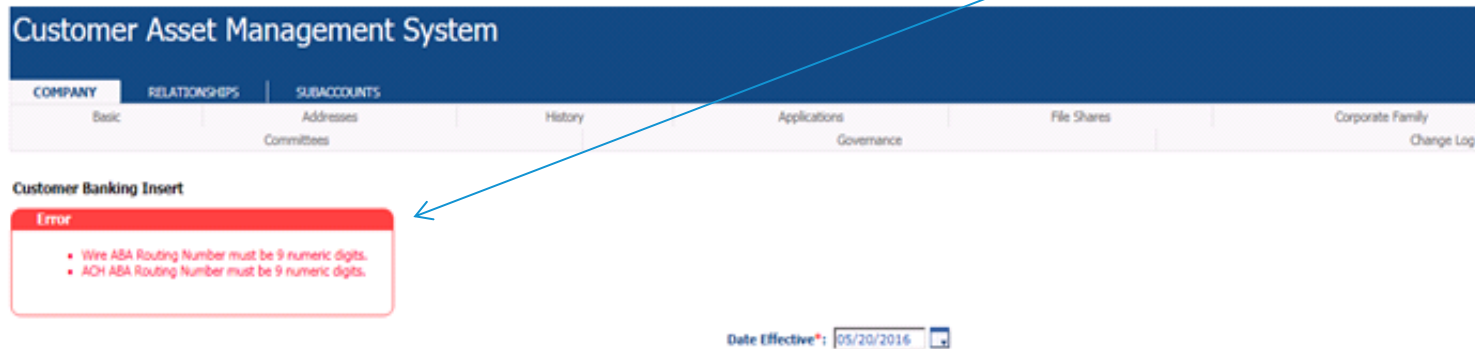 Customer Asset Management System
COMPANY RELATIONSHIPS SUBACCOUNTS
Basic Addresses History Applications File Shares Corporate Family
Committees Governance Change Log
Customer Banking Insert
Error
• Wire ABA Routing Number must be 9 numeric digits.
• ACH ABA Routing Number must be 9 numeric digits.
Date Effective*: 05/20/2016